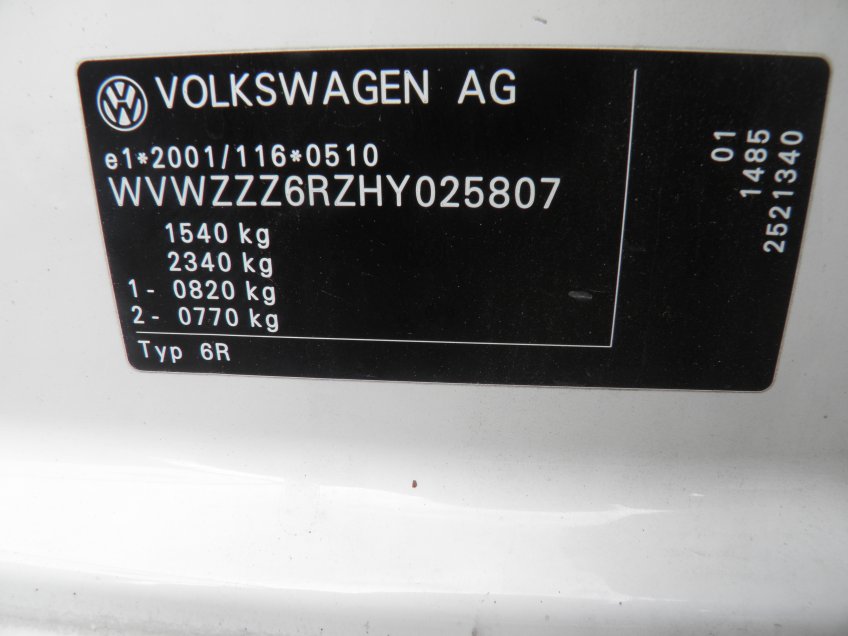 VOLKSWAGEN AG
e1*2001/116*0510
WVWZZZ6RZHY025807
1540 kg
2340 kg
1- 0820 kg
2- 0770 kg
Typ 6R
01
1485
2521340